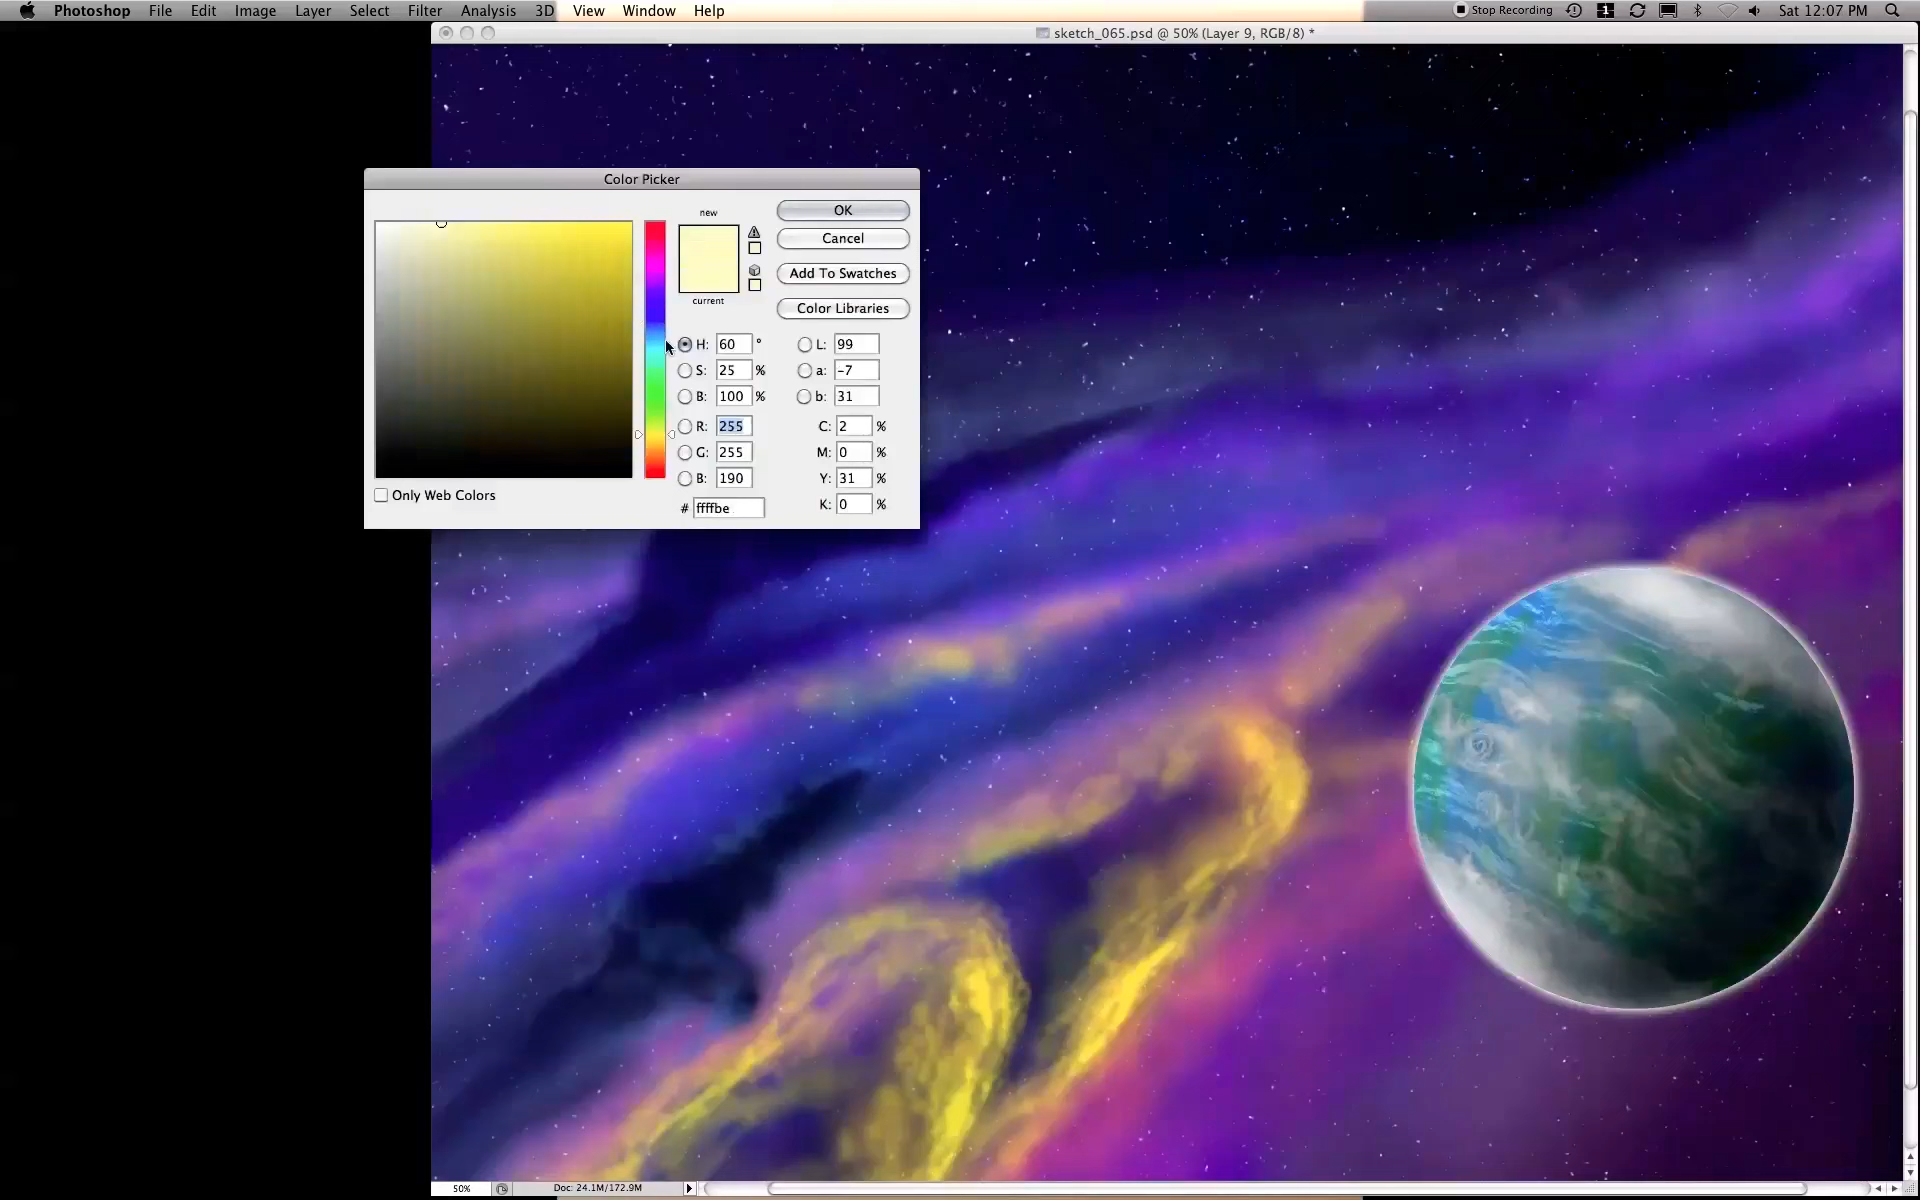 Photoshop File Edit Image Layer Select Filter Analysis 3D View Window Help Stop Recording 1 Sat 12:07 PM
sketch_065.psd @ 50% (Layer 9, RGB/8) *
Color Picker
new
OK
Cancel
Add To Swatches
current
Color Libraries
H: 60 ° L: 99
S: 25 % a: -7
B: 100 % b: 31
R: 255 C: 2 %
G: 255 M: 0 %
B: 190 Y: 31 %
Only Web Colors
# ffffbe K: 0 %
50% Doc: 24.1M/172.9M